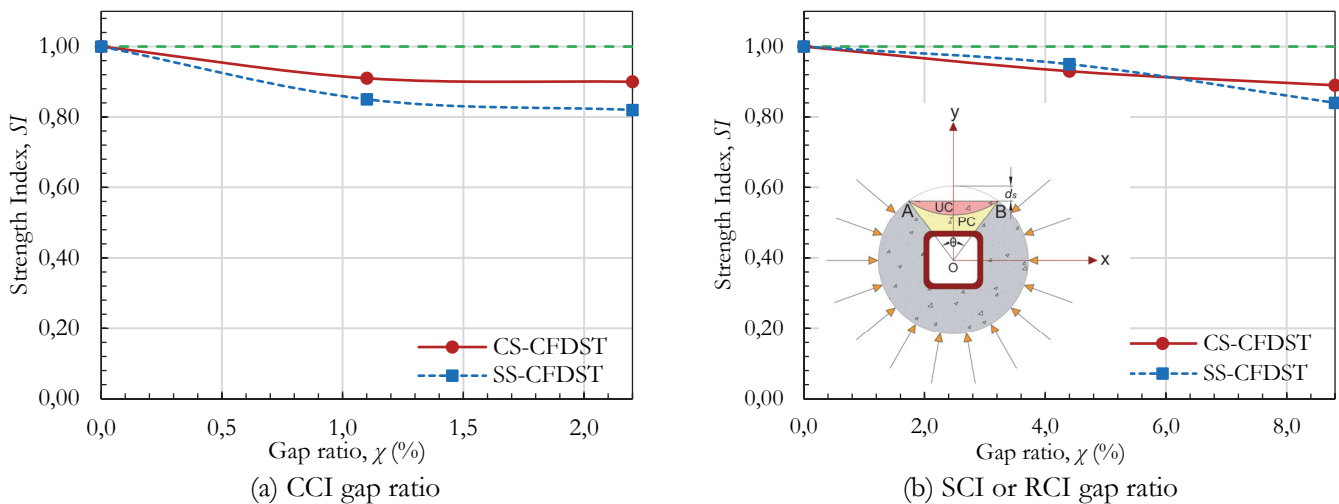 1,00
0,80
0,60
0,40
0,20
0,00
Strength Index, SI
CS-CFDST
SS-CFDST
0,0 0,5 1,0 1,5 2,0
Gap ratio, χ (%)
(a) CCI gap ratio
1,00
0,80
0,60
0,40
0,20
0,00
Strength Index, SI
y
ds
A UC B
PC
θ
O
x
CS-CFDST
SS-CFDST
0,0 2,0 4,0 6,0 8,0
Gap ratio, χ (%)
(b) SCI or RCI gap ratio